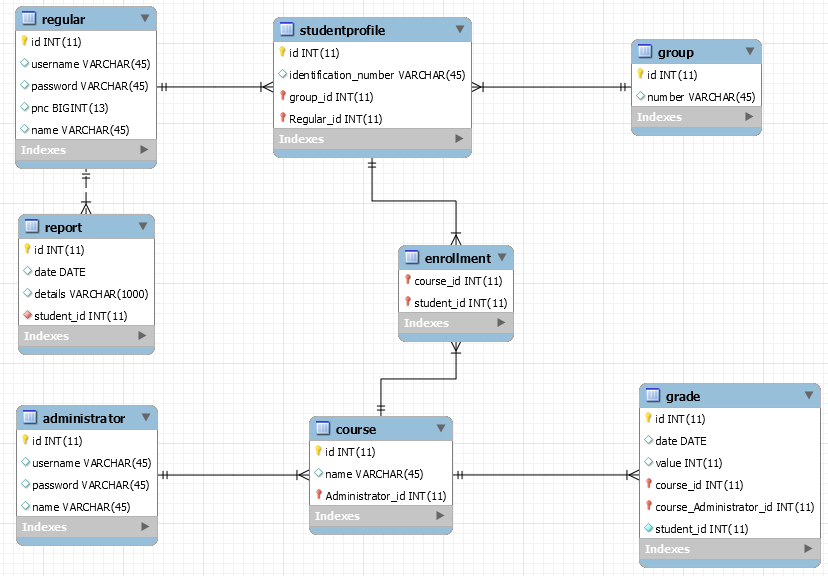 regular
id INT(11)
username VARCHAR(45)
password VARCHAR(45)
pnc BIGINT(13)
name VARCHAR(45)
Indexes
studentprofile
id INT(11)
identification_number VARCHAR(45)
group_id INT(11)
Regular_id INT(11)
Indexes
group
id INT(11)
number VARCHAR(45)
Indexes
report
id INT(11)
date DATE
details VARCHAR(1000)
student_id INT(11)
Indexes
enrollment
course_id INT(11)
student_id INT(11)
Indexes
administrator
id INT(11)
username VARCHAR(45)
password VARCHAR(45)
name VARCHAR(45)
Indexes
course
id INT(11)
name VARCHAR(45)
Administrator_id INT(11)
Indexes
grade
id INT(11)
date DATE
value INT(11)
course_id INT(11)
course_Administrator_id INT(11)
student_id INT(11)
Indexes